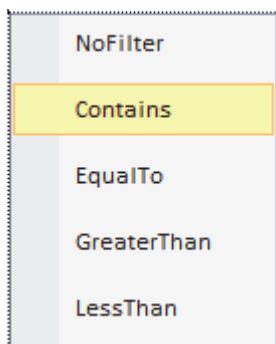 NoFilter
Contains
EqualTo
GreaterThan
LessThan